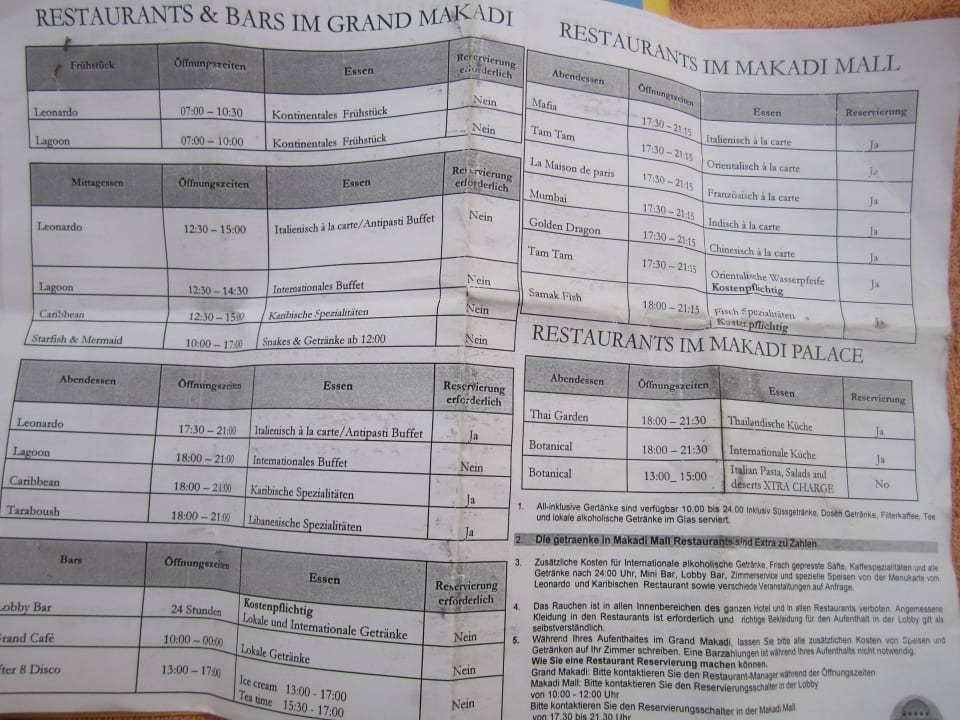 RESTAURANTS & BARS IM GRAND MAKADI
Frühstück Öffnungszeiten Essen Reservierung erforderlich
Leonardo 07:00 – 10:30 Kontinentales Frühstück Nein
Lagoon 07:00 – 10:00 Kontinentales Frühstück Nein
Mittagessen Öffnungszeiten Essen Reservierung erforderlich
Leonardo 12:30 – 15:00 Italienisch à la carte/Antipasti Buffet Nein
Lagoon 12:30 – 14:30 Internationales Buffet Nein
Caribbean 12:30 – 15:00 Karibische Spezialitäten Nein
Starfish & Mermaid 10:00 – 17:00 Snakes & Getränke ab 12:00 Nein
Abendessen Öffnungszeiten Essen Reservierung erforderlich
Leonardo 17:30 – 21:00 Italienisch à la carte/Antipasti Buffet Ja
Lagoon 18:00 – 21:00 Internationales Buffet Nein
Caribbean 18:00 – 21:00 Karibische Spezialitäten Ja
Taraboush 18:00 – 21:00 Libanesische Spezialitäten Ja
Bars Öffnungszeiten Essen Reservierung erforderlich
Lobby Bar 24 Stunden Kostenpflichtig
Lokale und Internationale Getränke Nein
Grand Café 10:00 – 00:00 Lokale Getränke Nein
fter 8 Disco 13:00 – 17:00 Ice cream 13:00 - 17:00
Tea time 15:30 - 17:00 Nein
RESTAURANTS IM MAKADI MALL
Abendessen Öffnungszeiten Essen Reservierung
Mafia 17:30 – 21:15 Italienisch à la carte Ja
Tam Tam 17:30 – 21:15 Orientalisch à la carte Ja
La Maison de paris 17:30 – 21:15 Französisch à la carte Ja
Mumbai 17:30 – 21:15 Indisch à la carte Ja
Golden Dragon 17:30 – 21:15 Chinesisch à la carte Ja
Tam Tam 17:30 – 21:15 Orientalische Wasserpfeife
Kostenpflichtig Ja
Samak Fish 18:00 – 21:15 Fisch Spezialitäten
Kostenpflichtig Ja
RESTAURANTS IM MAKADI PALACE
Abendessen Öffnungszeiten Essen Reservierung
Thai Garden 18:00 – 21:30 Thailändische Küche Ja
Botanical 18:00 – 21:30 Internationale Küche Ja
Botanical 13:00_ 15:00 Italian Pasta, Salads and
deserts XTRA CHARGE No
1. All-inklusive Gertänke sind verfügbar 10.00 bis 24.00 Inklusiv Süssgetränke, Dosen Getränke, Filterkaffee, Tee
und lokale alkoholische Getränke im Glas serviert.
2. Die getraenke in Makadi Mall Restaurants sind Extra zu Zahlen
3. Zusätzliche Kosten für Internationale alkoholische Getränke, Frisch gepresste Säfte, Kaffespezialitäten und alle
Getränke nach 24:00 Uhr, Mini Bar, Lobby Bar, Zimmerservice und spezielle Speisen von der Menukarte vom
Leonardo und Karibischen Restaurant sowie verschiedene Veranstaltungen auf Anfrage.
4. Das Rauchen ist in allen Innenbereichen des ganzen Hotel und in allen Restaurants verboten. Angemessene
Kleidung in den Restaurants ist erforderlich und richtige Bekleidung für den Aufenthalt in der Lobby gilt als
selbstverständlich.
5. Während Ihres Aufenthaltes im Grand Makadi, lassen Sie bitte alle zusätzlichen Kosten von Speisen und
Getränken auf Ihr Zimmer schreiben. Eine Barzahlungen ist während Ihres Aufenthalts nicht notwendig.
Wie Sie eine Restaurant Reservierung machen können.
Grand Makadi: Bitte kontaktieren Sie den Restaurant-Manager während der Öffnungszeiten
Makadi Mall: Bitte kontaktieren Sie den Reservierungsschalter in der Lobby
von 10:00 - 12:00 Uhr
Bitte kontaktieren Sie den Reservierungsschalter in der Makadi Mall
von 17.30 bis 21.30 Uhr